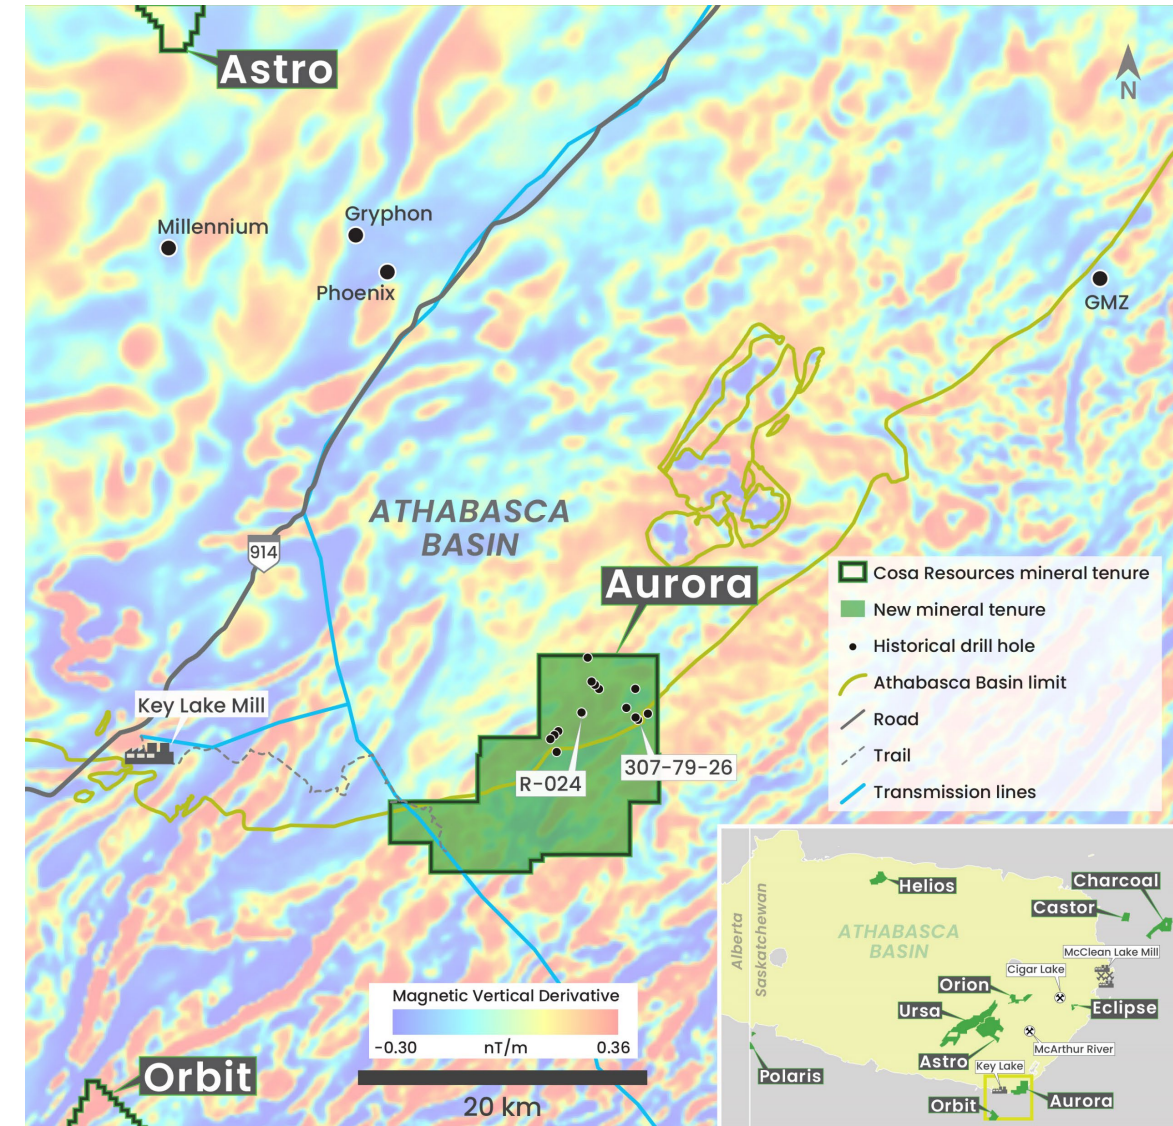 Astro
N
Millennium
Gryphon
Phoenix
GMZ
ATHABASCA
BASIN
914
Aurora
Cosa Resources mineral tenure
New mineral tenure
Historical drill hole
Athabasca Basin limit
Road
Trail
Transmission lines
Key Lake Mill
R-024
307-79-26
Magnetic Vertical Derivative
-0.30 nT/m 0.36
20 km
Orbit
Helios
Charcoal
Castor
Alberta
Saskatchewan
ATHABASCA
BASIN
McClean Lake Mill
Cigar Lake
Orion
Ursa
Eclipse
Astro
McArthur River
Key Lake
Polaris
Orbit
Aurora